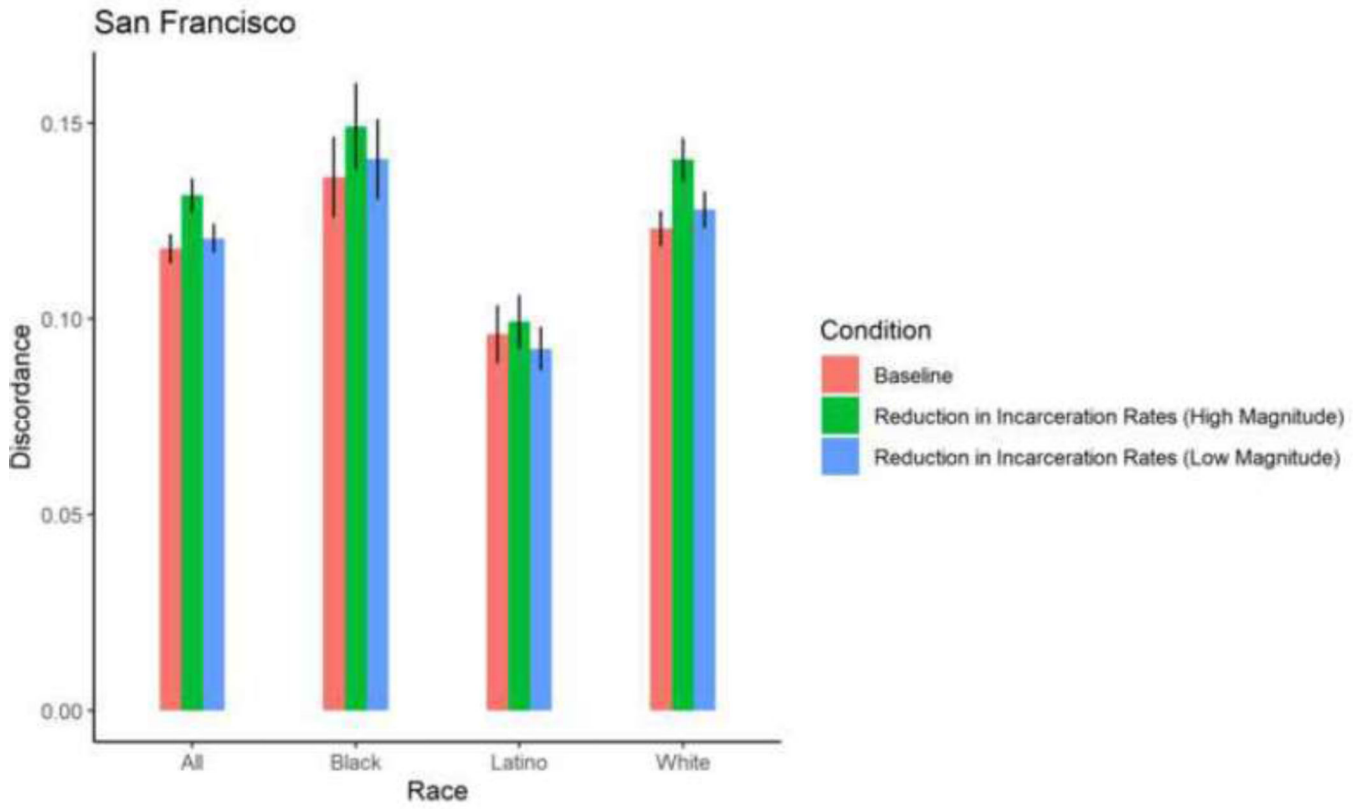 San Francisco
0.15
0.10
0.05
0.00
Discordance
All
Black
Latino
White
Race
Condition
Baseline
Reduction in Incarceration Rates (High Magnitude)
Reduction in Incarceration Rates (Low Magnitude)